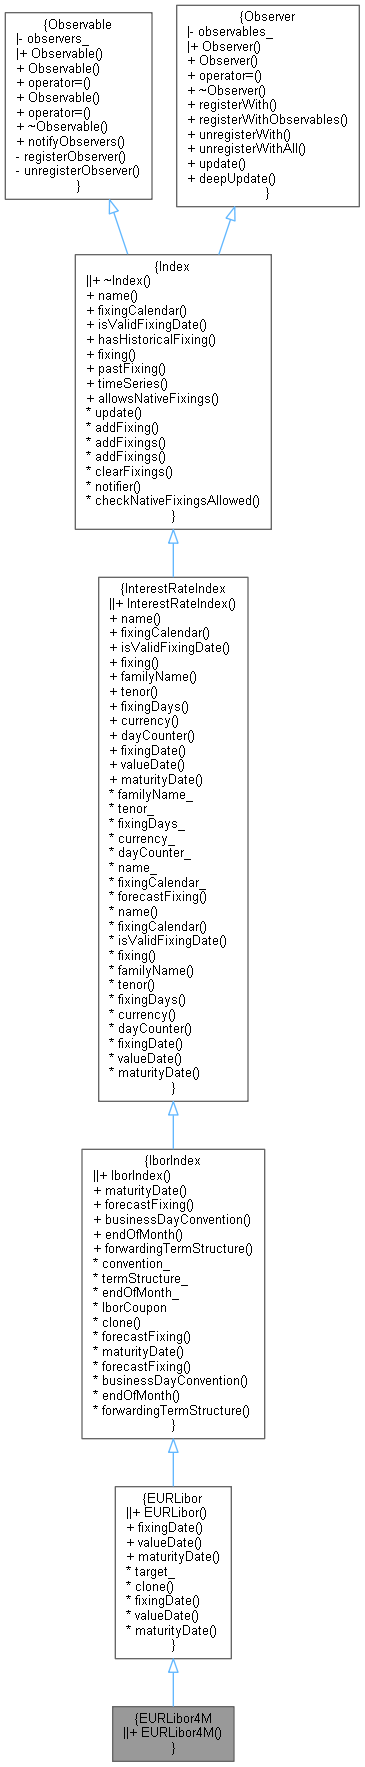 {Observable
|- observers_
|+ Observable()
+ Observable()
+ operator=()
+ Observable()
+ operator=()
+ ~Observable()
+ notifyObservers()
- registerObserver()
- unregisterObserver()
}
{Observer
|- observables_
|+ Observer()
+ Observer()
+ operator=()
+ ~Observer()
+ registerWith()
+ registerWithObservables()
+ unregisterWith()
+ unregisterWithAll()
+ update()
+ deepUpdate()
}
{Index
||+ ~Index()
+ name()
+ fixingCalendar()
+ isValidFixingDate()
+ hasHistoricalFixing()
+ fixing()
+ pastFixing()
+ timeSeries()
+ allowsNativeFixings()
* update()
* addFixing()
* addFixings()
* addFixings()
* clearFixings()
* notifier()
* checkNativeFixingsAllowed()
}
{InterestRateIndex
||+ InterestRateIndex()
+ name()
+ fixingCalendar()
+ isValidFixingDate()
+ fixing()
+ familyName()
+ tenor()
+ fixingDays()
+ currency()
+ dayCounter()
+ fixingDate()
+ valueDate()
+ maturityDate()
* familyName_
* tenor_
* fixingDays_
* currency_
* dayCounter_
* name_
* fixingCalendar_
* forecastFixing()
* name()
* fixingCalendar()
* isValidFixingDate()
* fixing()
* familyName()
* tenor()
* fixingDays()
* currency()
* dayCounter()
* fixingDate()
* valueDate()
* maturityDate()
}
{IborIndex
||+ IborIndex()
+ maturityDate()
+ forecastFixing()
+ businessDayConvention()
+ endOfMonth()
+ forwardingTermStructure()
* convention_
* termStructure_
* endOfMonth_
* IborCoupon
* clone()
* forecastFixing()
* maturityDate()
* forecastFixing()
* businessDayConvention()
* endOfMonth()
* forwardingTermStructure()
}
{EURLibor
||+ EURLibor()
+ fixingDate()
+ valueDate()
+ maturityDate()
* target_
* clone()
* fixingDate()
* valueDate()
* maturityDate()
}
{EURLibor4M
||+ EURLibor4M()
}